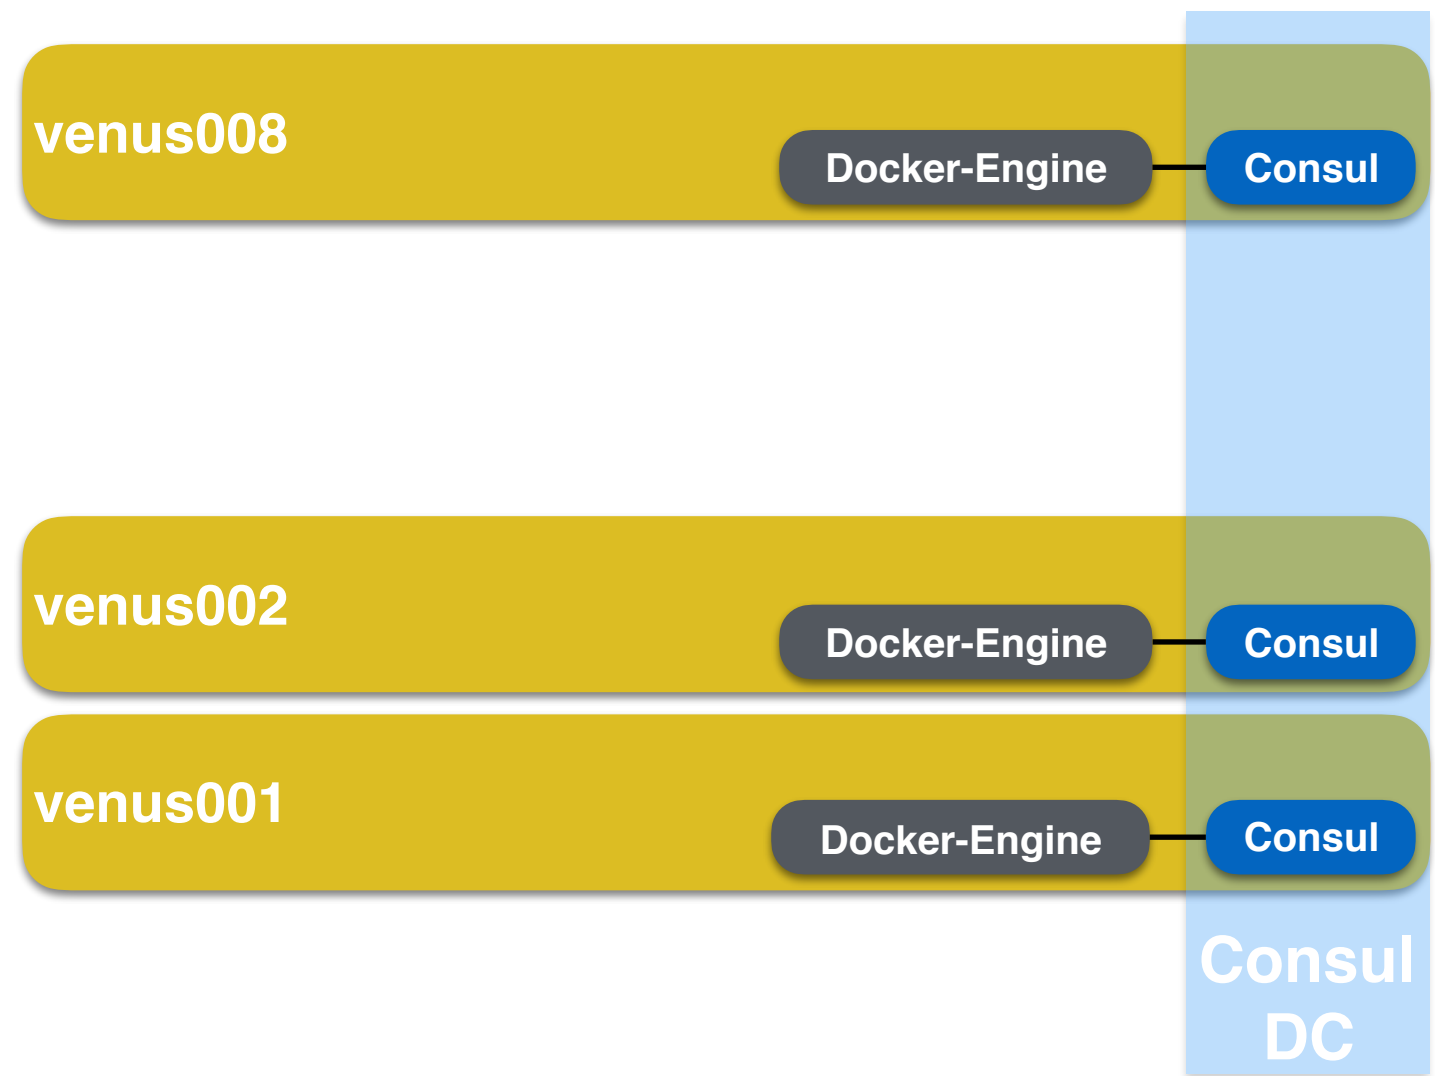 venus008
Docker-Engine
Consul
venus002
Docker-Engine
Consul
venus001
Docker-Engine
Consul
Consul
DC